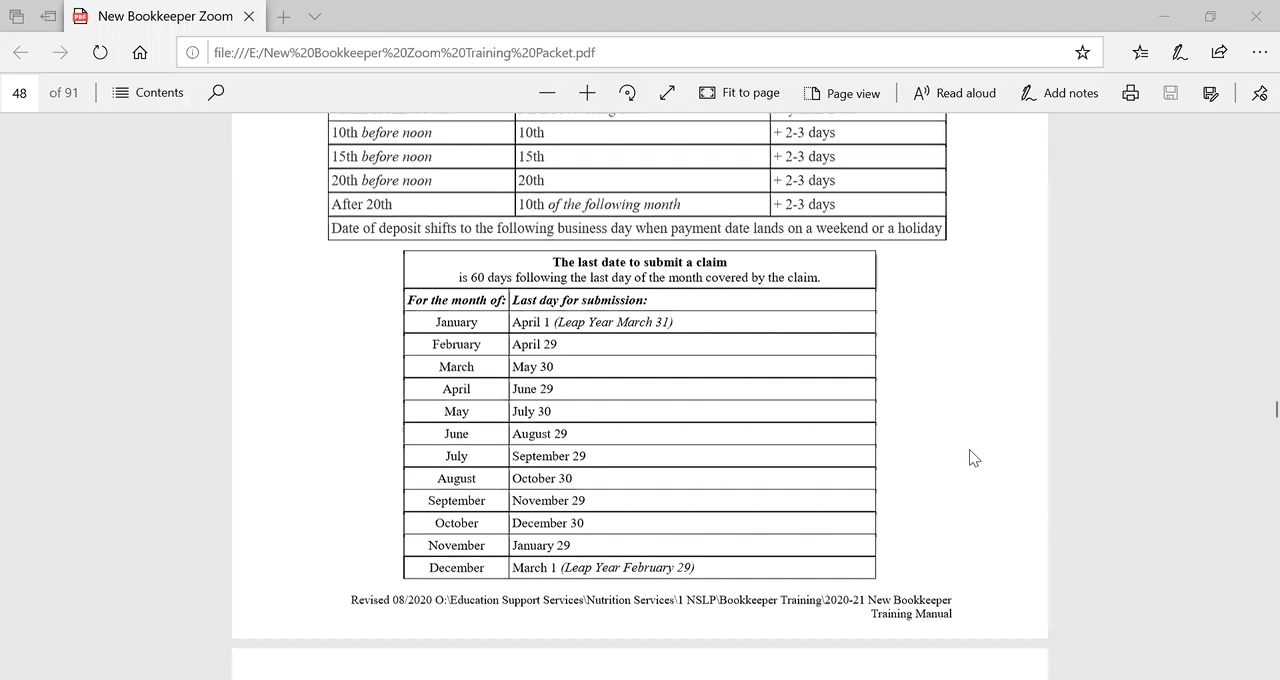 New Bookkeeper Zoom
file:///E:/New%20Bookkeeper%20Zoom%20Training%20Packet.pdf
48 of 91 Contents Fit to page Page view Read aloud Add notes
10th before noon 10th + 2-3 days
15th before noon 15th + 2-3 days
20th before noon 20th + 2-3 days
After 20th 10th of the following month + 2-3 days
Date of deposit shifts to the following business day when payment date lands on a weekend or a holiday
The last date to submit a claim
is 60 days following the last day of the month covered by the claim.
For the month of: Last day for submission:
January April 1 (Leap Year March 31)
February April 29
March May 30
April June 29
May July 30
June August 29
July September 29
August October 30
September November 29
October December 30
November January 29
December March 1 (Leap Year February 29)
Revised 08/2020 O:\Education Support Services\Nutrition Services\1 NSLP\Bookkeeper Training\2020-21 New Bookkeeper
Training Manual